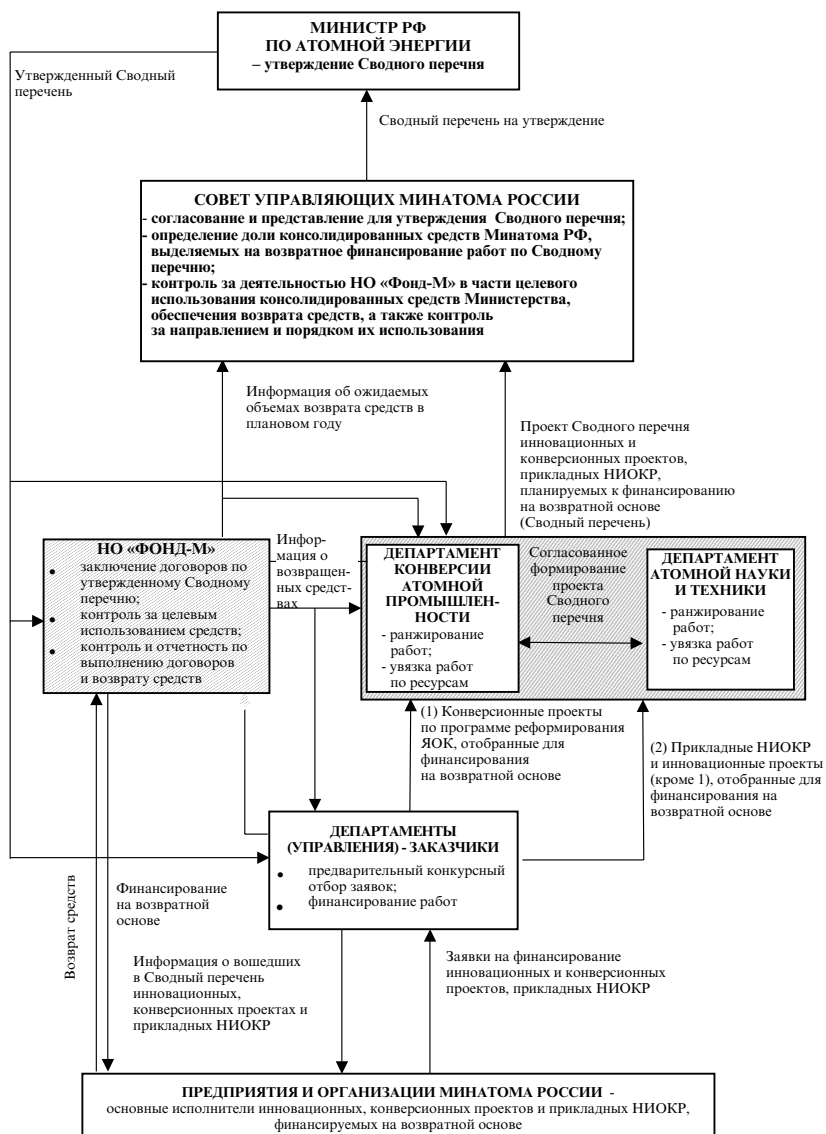 МИНИСТР РФ
ПО АТОМНОЙ ЭНЕРГИИ
– утверждение Сводного перечня
Утвержденный Сводный
перечень
Сводный перечень на утверждение
СОВЕТ УПРАВЛЯЮЩИХ МИНАТОМА РОССИИ
- согласование и представление для утверждения Сводного перечня;
- определение доли консолидированных средств Минатома РФ,
выделяемых на возвратное финансирование работ по Сводному
перечню;
- контроль за деятельностью НО «Фонд-М» в части целевого
использования консолидированных средств Министерства,
обеспечения возврата средств, а также контроль
за направлением и порядком их использования
Информация об ожидаемых
объемах возврата средств в
плановом году
Проект Сводного перечня
инновационных и
конверсионных проектов,
прикладных НИОКР,
планируемых к финансированию
на возвратной основе
(Сводный перечень)
НО «ФОНД-М»
• заключение договоров по
утвержденному Сводному
перечню;
• контроль за целевым
использованием средств;
• контроль и отчетность по
выполнению договоров
и возврату средств
Инфор-
мация о
возвращен-
ных средст-
вах
ДЕПАРТАМЕНТ
КОНВЕРСИИ
АТОМНОЙ
ПРОМЫШЛЕН-
НОСТИ
- ранжирование
работ;
- увязка работ
по ресурсам
Согласованное
формирование
проекта
Сводного
перечня
ДЕПАРТАМЕНТ
АТОМНОЙ НАУКИ
И ТЕХНИКИ
- ранжирование
работ;
- увязка работ
по ресурсам
(1) Конверсионные проекты
по программе реформирования
ЯОК, отобранные для
финансирования
на возвратной основе
(2) Прикладные НИОКР
и инновационные проекты
(кроме 1), отобранные для
финансирования на
возвратной основе
ДЕПАРТАМЕНТЫ
(УПРАВЛЕНИЯ) - ЗАКАЗЧИКИ
• предварительный конкурсный
отбор заявок;
• финансирование работ
Возврат средств
Финансирование
на возвратной
основе
Информация о вошедших
в Сводный перечень
инновационных,
конверсионных проектах и
прикладных НИОКР
Заявки на финансирование
инновационных и конверсионных
проектов, прикладных НИОКР
ПРЕДПРИЯТИЯ И ОРГАНИЗАЦИИ МИНАТОМА РОССИИ -
основные исполнители инновационных, конверсионных проектов и прикладных НИОКР,
финансируемых на возвратной основе